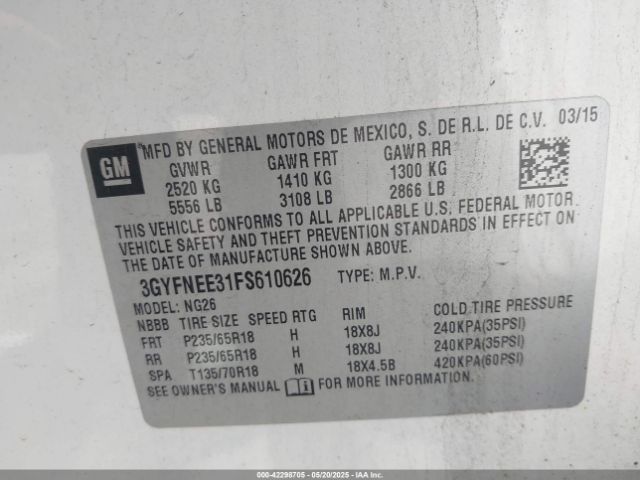 GM
*MFD BY GENERAL MOTORS DE MEXICO, S. DE R.L. DE C.V. 03/15
GVWR GAWR FRT GAWR RR
2520 KG 1410 KG 1300 KG
5556 LB 3108 LB 2866 LB
THIS VEHICLE CONFORMS TO ALL APPLICABLE U.S. FEDERAL MOTOR
VEHICLE SAFETY AND THEFT PREVENTION STANDARDS IN EFFECT ON
THE DATE OF MANUFACTURE SHOWN ABOVE.
3GYFNEE31FS610626 TYPE: M.P.V.
MODEL: NG26
NBBB TIRE SIZE SPEED RTG RIM COLD TIRE PRESSURE
FRT P235/65R18 H 18X8J 240KPA(35PSI)
RR P235/65R18 H 18X8J 240KPA(35PSI)
SPA T135/70R18 M 18X4.5B 420KPA(60PSI)
SEE OWNER'S MANUAL FOR MORE INFORMATION
000-42298705 - 05/20/2025 - IAAI.com